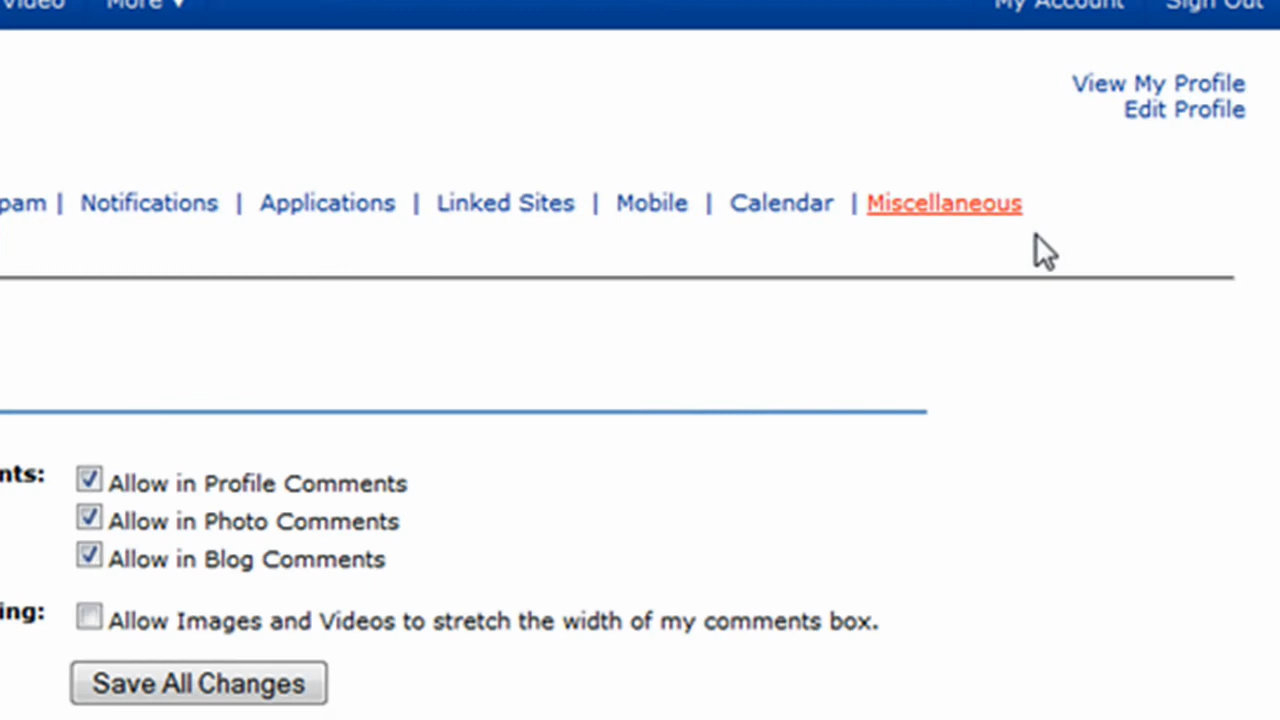 Video More ▼ My Account Sign Out
View My Profile
Edit Profile
pam | Notifications | Applications | Linked Sites | Mobile | Calendar | Miscellaneous
nts: Allow in Profile Comments
Allow in Photo Comments
Allow in Blog Comments
ing: Allow Images and Videos to stretch the width of my comments box.
Save All Changes